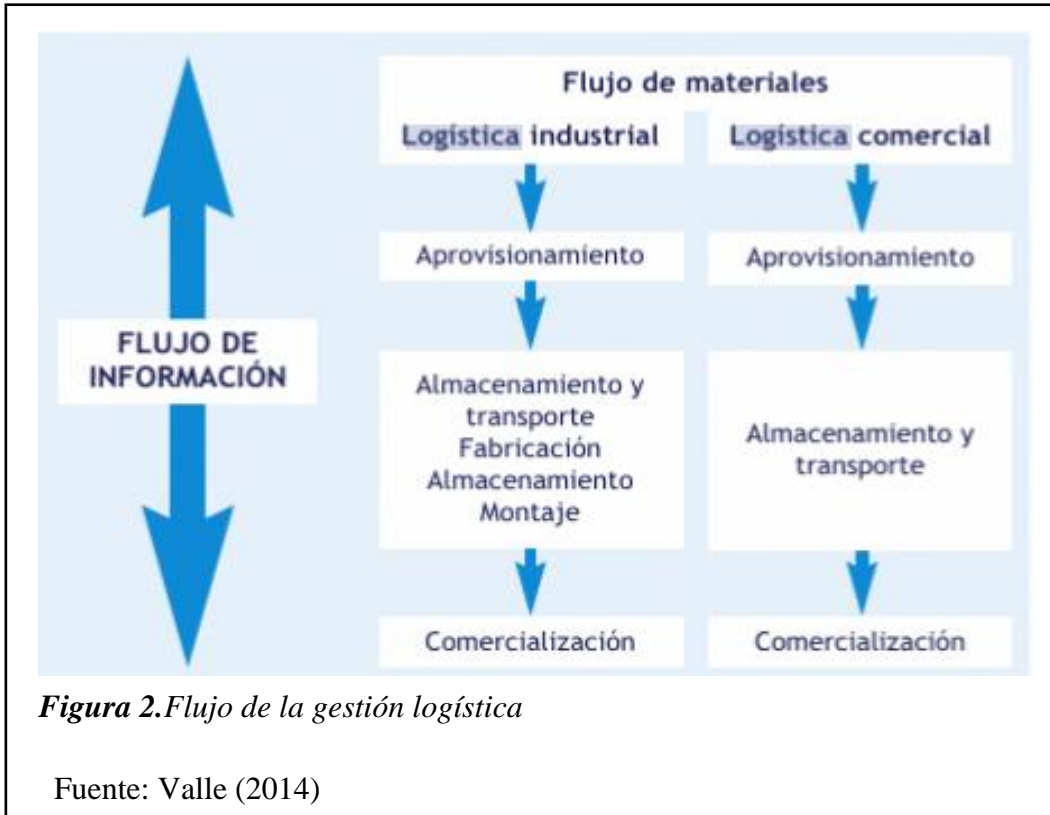 Flujo de materiales
Logística industrial
Logística comercial
Aprovisionamiento
Aprovisionamiento
FLUJO DE
INFORMACIÓN
Almacenamiento y
transporte
Fabricación
Almacenamiento
Montaje
Almacenamiento y
transporte
Comercialización
Comercialización
Figura 2.Flujo de la gestión logística
Fuente: Valle (2014)